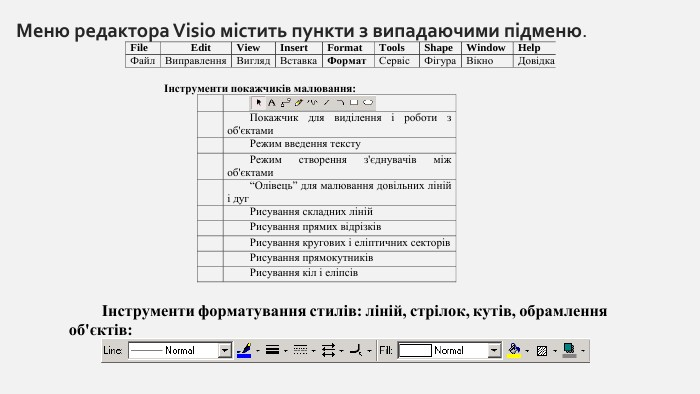 Меню редактора Visio містить пункти з випадаючими підменю.
File Edit View Insert Format Tools Shape Window Help
Файл Виправлення Вигляд Вставка Формат Сервіс Фігура Вікно Довідка
Інструменти покажчиків малювання:
A
Покажчик для виділення і роботи з
об'єктами
Режим введення тексту
Режим створення з'єднувачів між
об'єктами
“Олівець” для малювання довільних ліній
і дуг
Рисування складних ліній
Рисування прямих відрізків
Рисування кругових і еліптичних секторів
Рисування прямокутників
Рисування кіл і еліпсів
Інструменти форматування стилів: ліній, стрілок, кутів, обрамлення
об'єктів:
Line: Normal Fill: Normal